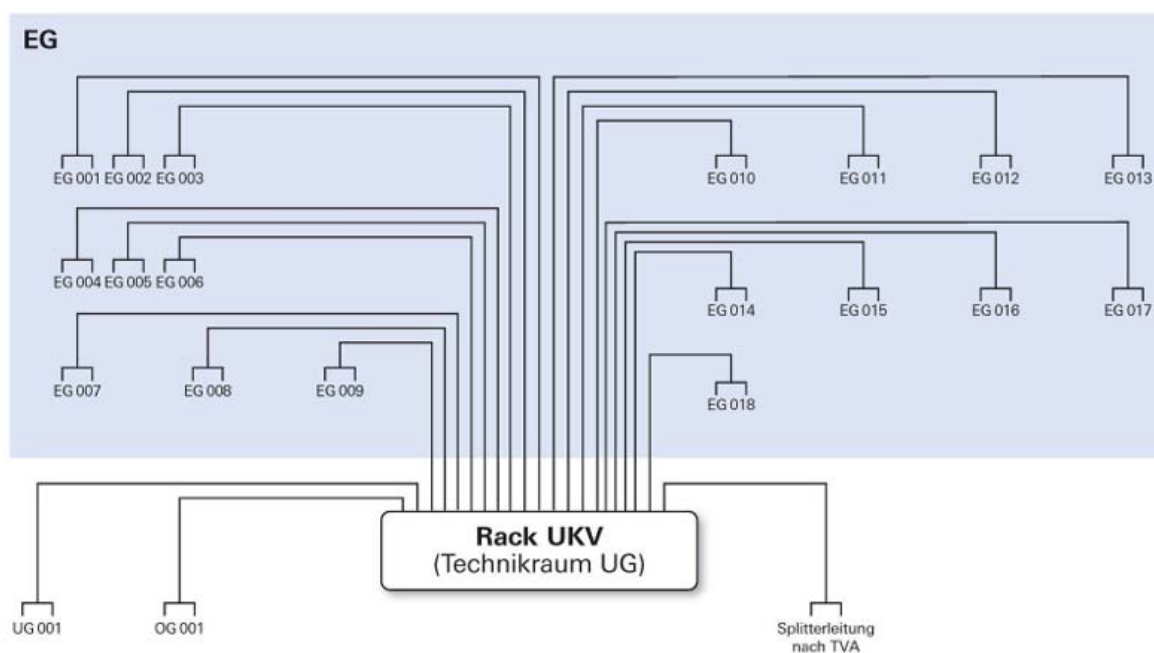 EG
EG 001 EG 002 EG 003
EG 010 EG 011 EG 012 EG 013
EG 004 EG 005 EG 006
EG 014 EG 015 EG 016 EG 017
EG 007 EG 008 EG 009
EG 018
Rack UKV
(Technikraum UG)
UG 001 OG 001
Splitterleitung
nach TVA